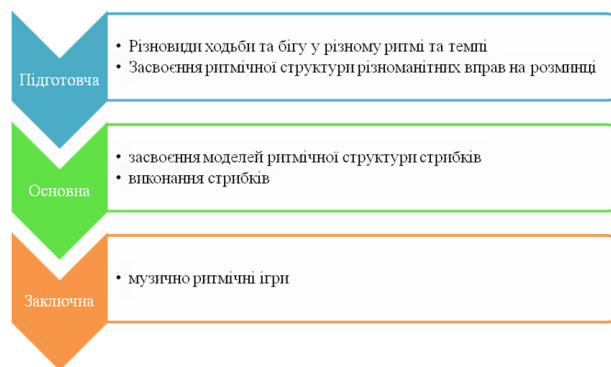 Підготовча
• Різновиди ходьби та бігу у різному ритмі та темпі
• Засвоєння ритмічної структури різноманітних вправ на розминці
Основна
• засвоєння моделей ритмічної структури стрибків
• виконання стрибків
Заключна
• музично ритмічні ігри